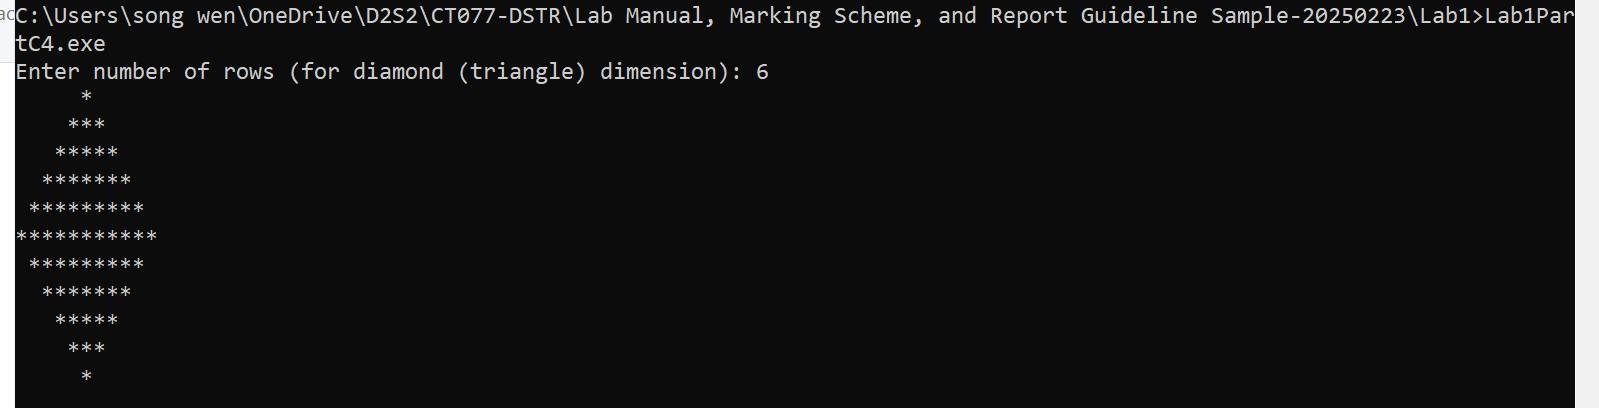 ac
C:\Users\song wen\OneDrive\D2S2\CT077-DSTR\Lab Manual, Marking Scheme, and Report Guideline Sample-20250223\Lab1>Lab1Par
tC4.exe
Enter number of rows (for diamond (triangle) dimension): 6
     *
    ***
   *****
  *******
 *********
***********
 *********
  *******
   *****
    ***
     *